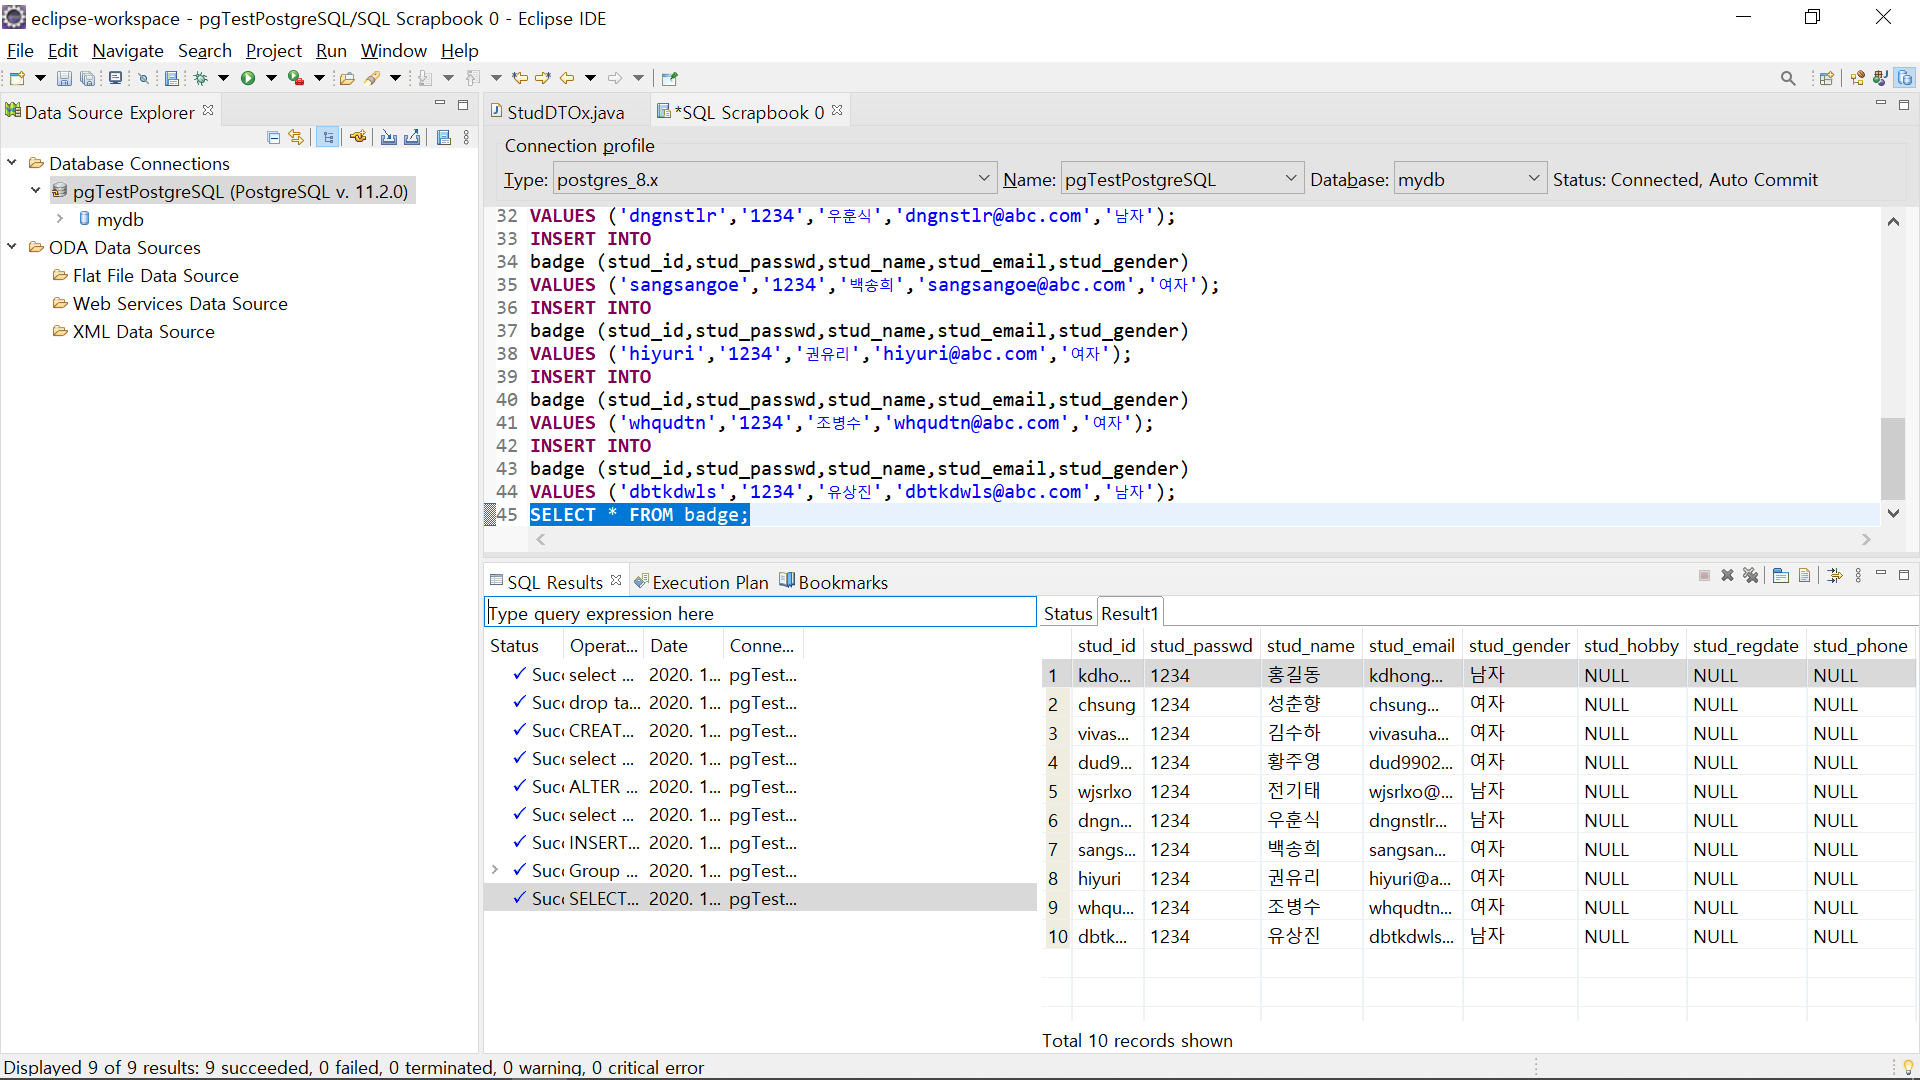 eclipse-workspace - pgTestPostgreSQL/SQL Scrapbook 0 - Eclipse IDE
File Edit Navigate Search Project Run Window Help
Data Source Explorer
Database Connections
pgTestPostgreSQL (PostgreSQL v. 11.2.0)
mydb
ODA Data Sources
Flat File Data Source
Web Services Data Source
XML Data Source
StudDTOx.java *SQL Scrapbook 0
Connection profile
Type: postgres_8.x Name: pgTestPostgreSQL Database: mydb Status: Connected, Auto Commit
32 VALUES ('dngnstlr','1234','우훈식','dngnstlr@abc.com','남자');
33 INSERT INTO
34 badge (stud_id,stud_passwd,stud_name,stud_email,stud_gender)
35 VALUES ('sangsangoe','1234','백송희','sangsangoe@abc.com','여자');
36 INSERT INTO
37 badge (stud_id,stud_passwd,stud_name,stud_email,stud_gender)
38 VALUES ('hiyuri','1234','권유리','hiyuri@abc.com','여자');
39 INSERT INTO
40 badge (stud_id,stud_passwd,stud_name,stud_email,stud_gender)
41 VALUES ('whqudtn','1234','조병수','whqudtn@abc.com','여자');
42 INSERT INTO
43 badge (stud_id,stud_passwd,stud_name,stud_email,stud_gender)
44 VALUES ('dbtkdwls','1234','유상진','dbtkdwls@abc.com','남자');
45 SELECT * FROM badge;
SQL Results Execution Plan Bookmarks
Type query expression here
Status Operat... Date Conne...
Succ select ... 2020. 1... pgTest...
Succ drop ta... 2020. 1... pgTest...
Succ CREAT... 2020. 1... pgTest...
Succ select ... 2020. 1... pgTest...
Succ ALTER ... 2020. 1... pgTest...
Succ select ... 2020. 1... pgTest...
Succ INSERT... 2020. 1... pgTest...
Succ Group ... 2020. 1... pgTest...
Succ SELECT... 2020. 1... pgTest...
Status Result1
stud_id stud_passwd stud_name stud_email stud_gender stud_hobby stud_regdate stud_phone
1 kdho... 1234 홍길동 kdhong... 남자 NULL NULL NULL
2 chsung 1234 성춘향 chsung... 여자 NULL NULL NULL
3 vivas... 1234 김수하 vivasuha... 여자 NULL NULL NULL
4 dud9... 1234 황주영 dud9902... 여자 NULL NULL NULL
5 wjsrlxo 1234 전기태 wjsrlxo@... 남자 NULL NULL NULL
6 dngn... 1234 우훈식 dngnstlr... 남자 NULL NULL NULL
7 sangs... 1234 백송희 sangsan... 여자 NULL NULL NULL
8 hiyuri 1234 권유리 hiyuri@a... 여자 NULL NULL NULL
9 whqu... 1234 조병수 whqudtn... 여자 NULL NULL NULL
10 dbtk... 1234 유상진 dbtkdwls... 남자 NULL NULL NULL
Total 10 records shown
Displayed 9 of 9 results: 9 succeeded, 0 failed, 0 terminated, 0 warning, 0 critical error